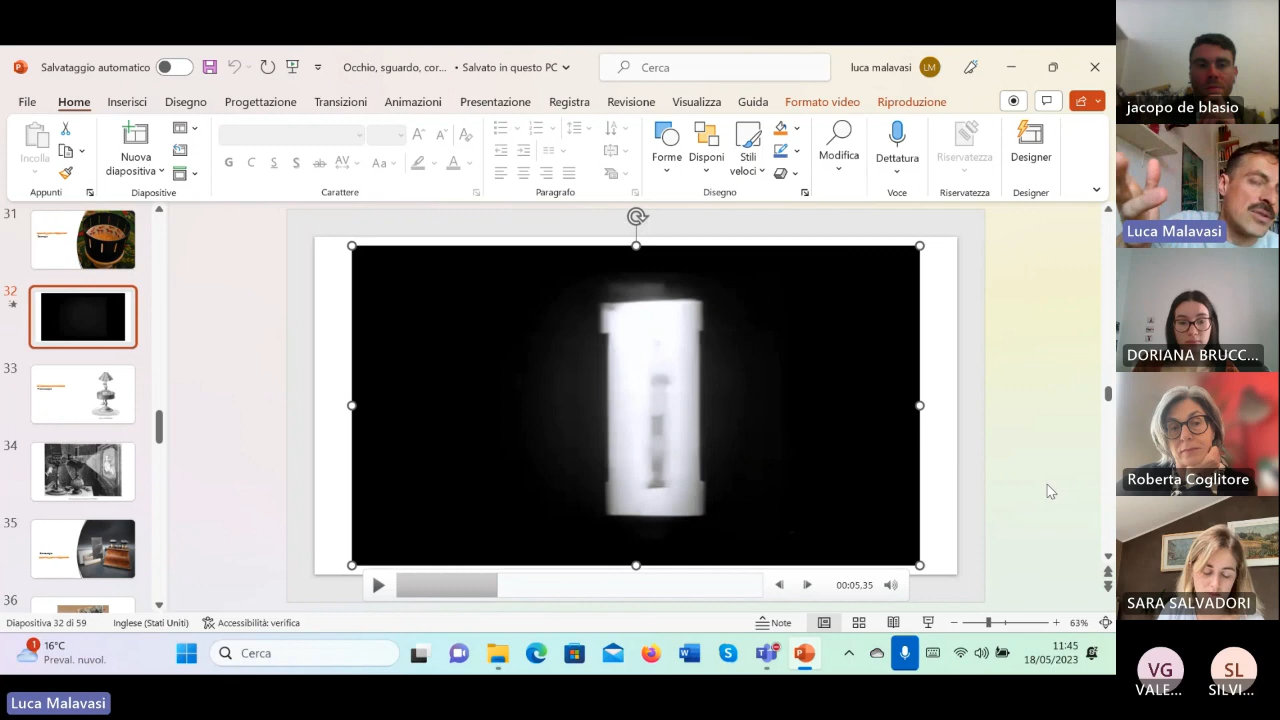 Salvataggio automatico
Occhio, sguardo, cor... • Salvato in questo PC
Cerca
luca malavasi
LM
File
Home
Inserisci
Disegno
Progettazione
Transizioni
Animazioni
Presentazione
Registra
Revisione
Visualizza
Guida
Formato video
Riproduzione
Incolla
Nuova
diapositiva
G
C
S
S
ab
AV
Aa
A
A
A
A
Forme
Disponi
Stili
veloci
Modifica
Dettatura
Riservatezza
Designer
Appunti
Diapositive
Carattere
Paragrafo
Disegno
Voce
Riservatezza
Designer
31
32
33
34
35
36
00:05.35
Diapositiva 32 di 59
Inglese (Stati Uniti)
Accessibilità: verifica
Note
63%
1
16°C
Preval. nuvol
Cerca
11:45
18/05/2023
Luca Malavasi
jacopo de blasio
Luca Malavasi
DORIANA BRUCC...
Roberta Coglitore
SARA SALVADORI
VG
VALE...
SL
SILVI...